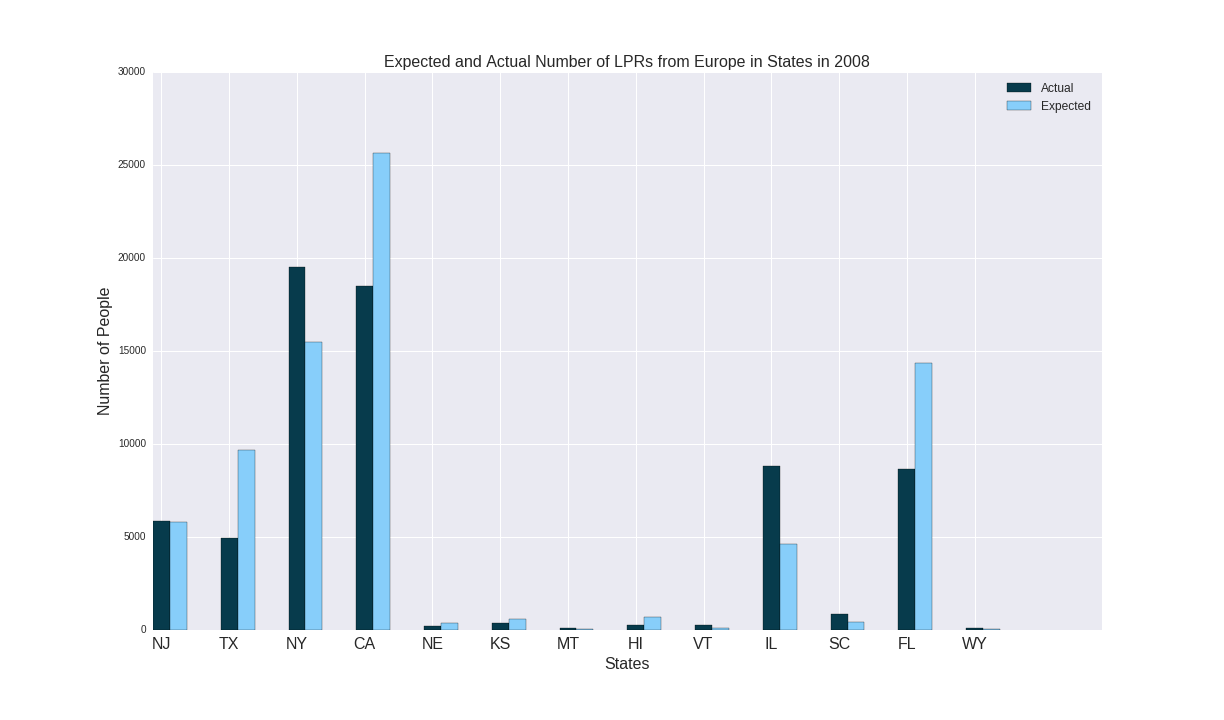 Expected and Actual Number of LPRs from Europe in States in 2008
30000
25000
20000
15000
10000
5000
0
Number of People
Actual
Expected
NJ TX NY CA NE KS MT HI VT IL SC FL WY
States